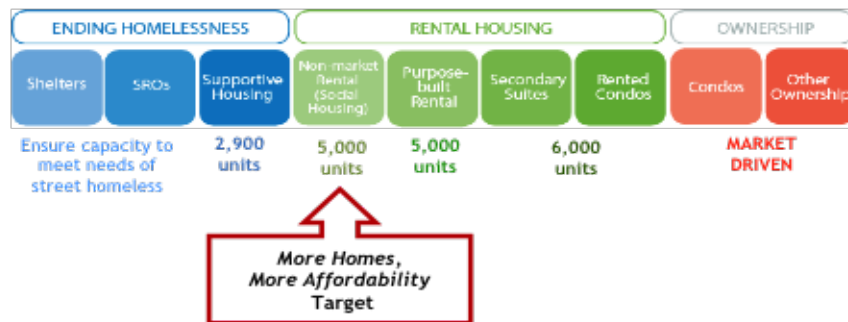 ENDING HOMELESSNESS
RENTAL HOUSING
OWNERSHIP
Shelters
SROs
Supportive
Housing
Non-market
Rental
(Social
Housing)
Purpose-
built
Rental
Secondary
Suites
Rented
Condos
Condos
Other
Ownership
Ensure capacity to
meet needs of
street homeless
2,900
units
5,000
units
5,000
units
6,000
units
MARKET
DRIVEN
More Homes,
More Affordability
Target